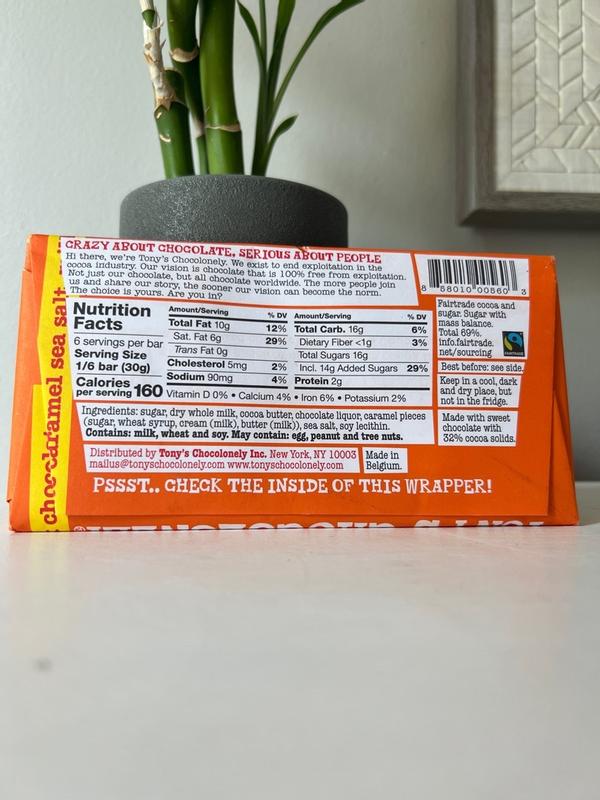 CRAZY ABOUT CHOCOLATE, SERIOUS ABOUT PEOPLE
Hi there, we're Tony's Chocolonely. We exist to end exploitation in the
cocoa industry. Our vision is chocolate that is 100% free from exploitation.
Not just our chocolate, but all chocolate worldwide. The more people join
us and share our story, the sooner our vision can become the norm.
The choice is yours. Are you in?
8 58010 00560 3
Nutrition
Facts
6 servings per bar
Serving Size
1/6 bar (30g)
Calories
per serving 160
Amount/Serving % DV
Total Fat 10g 12%
Sat. Fat 6g 29%
Trans Fat 0g
Cholesterol 5mg 2%
Sodium 90mg 4%
Amount/Serving % DV
Total Carb. 16g 6%
Dietary Fiber <1g 3%
Total Sugars 16g
Incl. 14g Added Sugars 29%
Protein 2g
Vitamin D 0% • Calcium 4% • Iron 6% • Potassium 2%
Fairtrade cocoa and
sugar. Sugar with
mass balance.
Total 69%.
info.fairtrade.
net/sourcing
FAIRTRADE
Best before: see side.
Keep in a cool, dark
and dry place, but
not in the fridge.
Made with sweet
chocolate with
32% cocoa solids.
Ingredients: sugar, dry whole milk, cocoa butter, chocolate liquor, caramel pieces
(sugar, wheat syrup, cream (milk), butter (milk)), sea salt, soy lecithin.
Contains: milk, wheat and soy. May contain: egg, peanut and tree nuts.
Distributed by Tony's Chocolonely Inc. New York, NY 10003
mailus@tonyschocolonely.com www.tonyschocolonely.com
Made in
Belgium.
PSSST.. CHECK THE INSIDE OF THIS WRAPPER!
caramel sea salt